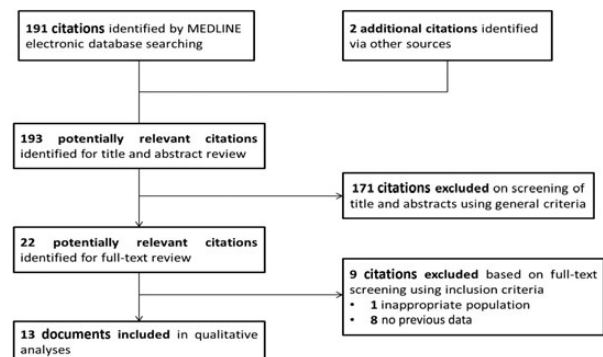 191 citations identified by MEDLINE
electronic database searching
2 additional citations identified
via other sources
193 potentially relevant citations
identified for title and abstract review
171 citations excluded on screening of
title and abstracts using general criteria
22 potentially relevant citations
identified for full-text review
9 citations excluded based on full-text
screening using inclusion criteria
• 1 inappropriate population
• 8 no previous data
13 documents included in qualitative
analyses